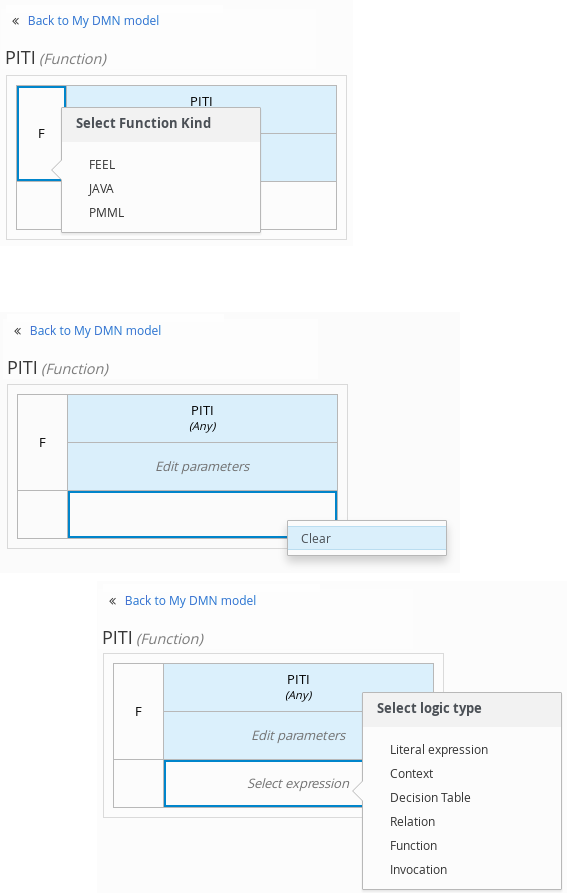 « Back to My DMN model
PITI (Function)
PITI
F
Select Function Kind
FEEL
JAVA
PMML
« Back to My DMN model
PITI (Function)
PITI
(Any)
F
Edit parameters
Clear
« Back to My DMN model
PITI (Function)
PITI
(Any)
F
Edit parameters
Select expression
Select logic type
Literal expression
Context
Decision Table
Relation
Function
Invocation